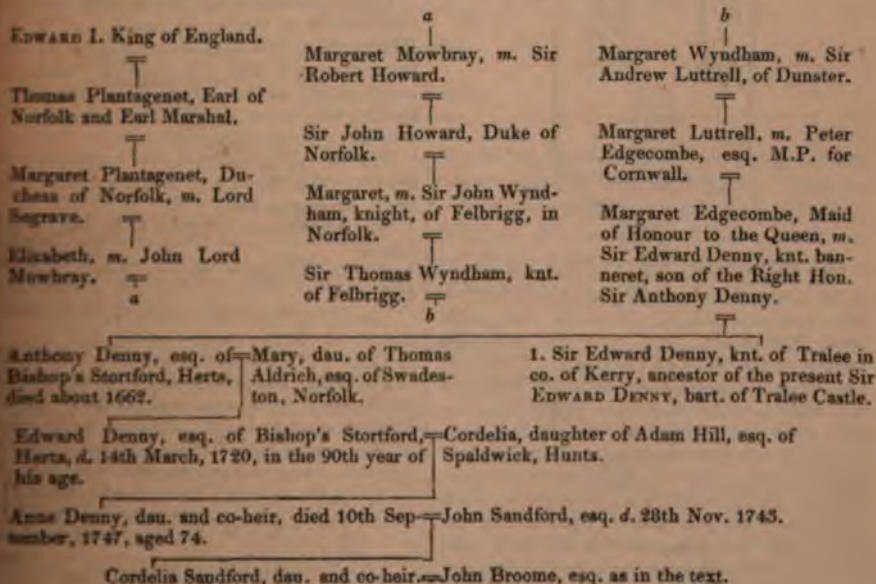 EDWARD I. King of England.
Thomas Plantagenet, Earl of
Norfolk and Earl Marshal.
Margaret Plantagenet, Du-
chess of Norfolk, m. Lord
Segrave.
Elizabeth, m. John Lord
Mowbray.
a
a
Margaret Mowbray, m. Sir
Robert Howard.
Sir John Howard, Duke of
Norfolk.
Margaret, m. Sir John Wynd-
ham, knight, of Felbrigg, in
Norfolk.
Sir Thomas Wyndham, knt.
of Felbrigg.
b
b
Margaret Wyndham, m. Sir
Andrew Luttrell, of Dunster.
Margaret Luttrell, m. Peter
Edgecombe, esq. M.P. for
Cornwall.
Margaret Edgecombe, Maid
of Honour to the Queen, m.
Sir Edward Denny, knt. ban-
neret, son of the Right Hon.
Sir Anthony Denny.
Anthony Denny, esq. of
Bishop's Stortford, Herts,
died about 1662.
Mary, dau. of Thomas
Aldrich, esq. of Swades-
ton, Norfolk.
1. Sir Edward Denny, knt. of Tralee in
co. of Kerry, ancestor of the present Sir
EDWARD DENNY, bart. of Tralee Castle.
Edward Denny, esq. of Bishop's Stortford,
Herts, d. 14th March, 1720, in the 90th year of
his age.
Cordelia, daughter of Adam Hill, esq. of
Spaldwick, Hunts.
Anne Denny, dau. and co-heir, died 10th Sep-
tember, 1747, aged 74.
John Sandford, esq. d. 28th Nov. 1743.
Cordelia Sandford, dau. and co-heir.
John Broome, esq. as in the text.